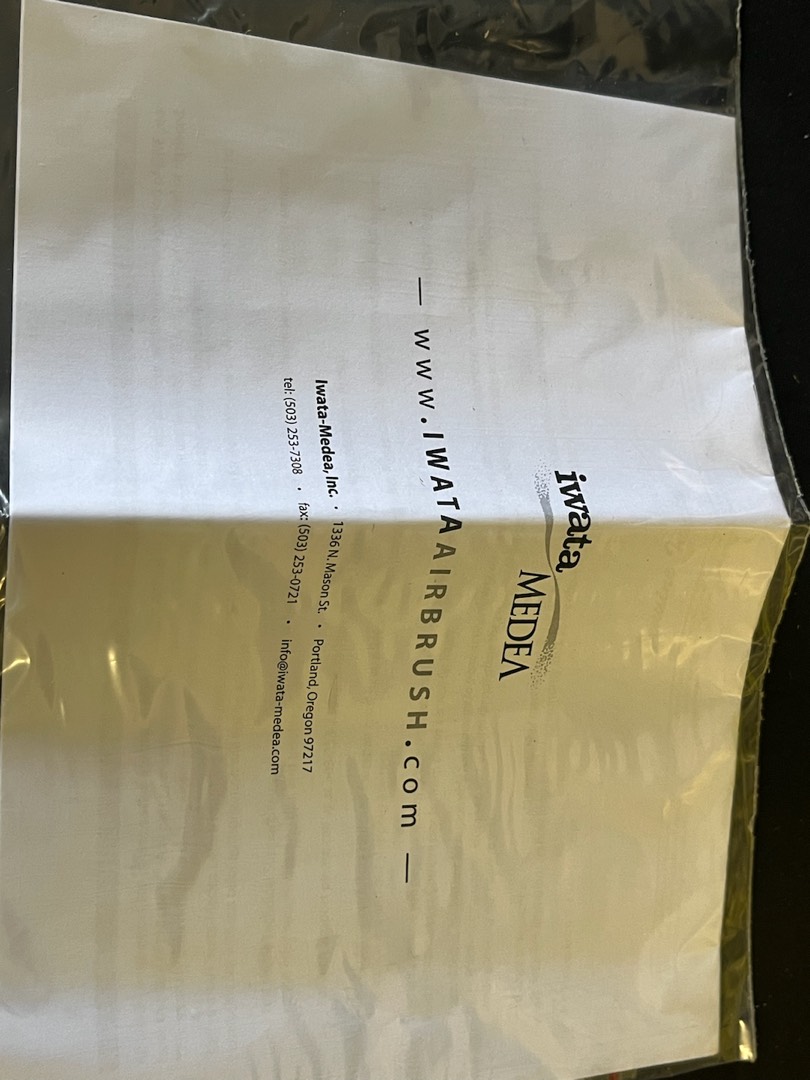 iwata
MEDEA
— www.IWATAAIRBRUSH.com —
Iwata-Medea, Inc. • 1336 N. Mason St. • Portland, Oregon 97217
tel: (503) 253-7308 • fax: (503) 253-0721 • info@iwata-medea.com